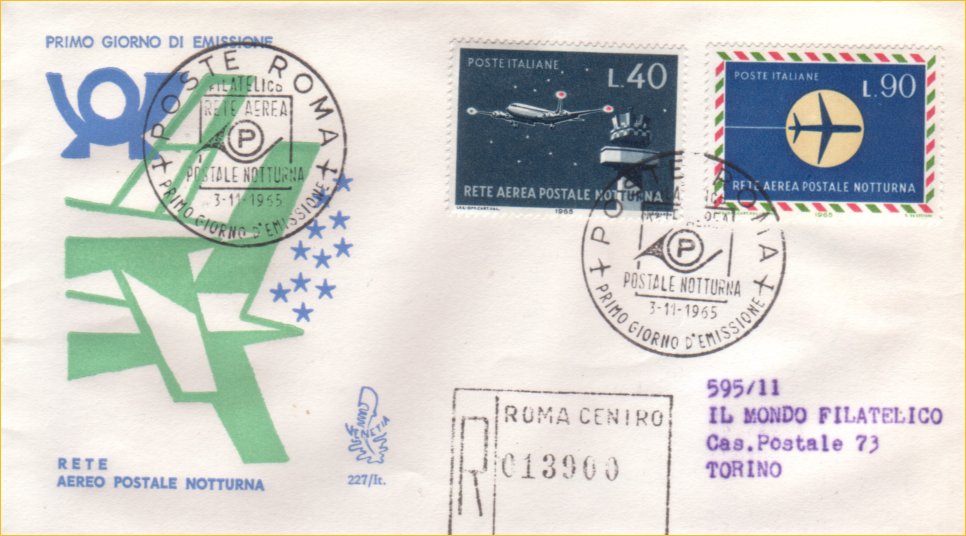 PRIMO GIORNO DI EMISSIONE
POSTE ROMA
FILATELICO
RETE AEREA
P
POSTALE NOTTURNA
3-11-1965
PRIMO GIORNO D'EMISSIONE
RETE
AEREO POSTALE NOTTURNA
VENETIA
227/It.
POSTE ITALIANE
L.40
RETE AEREA POSTALE NOTTURNA
1965
POSTE ITALIANE
L.90
RETE AEREA POSTALE NOTTURNA
1965
POSTE ROMA
P
POSTALE NOTTURNA
3-11-1965
PRIMO GIORNO D'EMISSIONE
R
ROMA CENTRO
013900
595/11
IL MONDO FILATELICO
Cas.Postale 73
TORINO